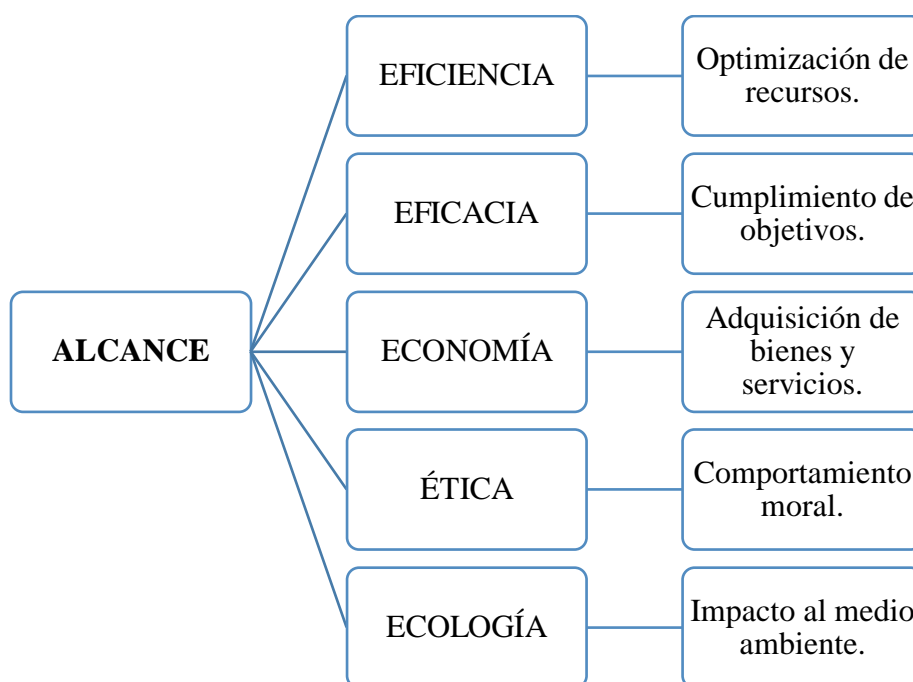 EFICIENCIA
Optimización de
recursos.
EFICACIA
Cumplimiento de
objetivos.
ALCANCE
ECONOMÍA
Adquisición de
bienes y
servicios.
ÉTICA
Comportamiento
moral.
ECOLOGÍA
Impacto al medio
ambiente.